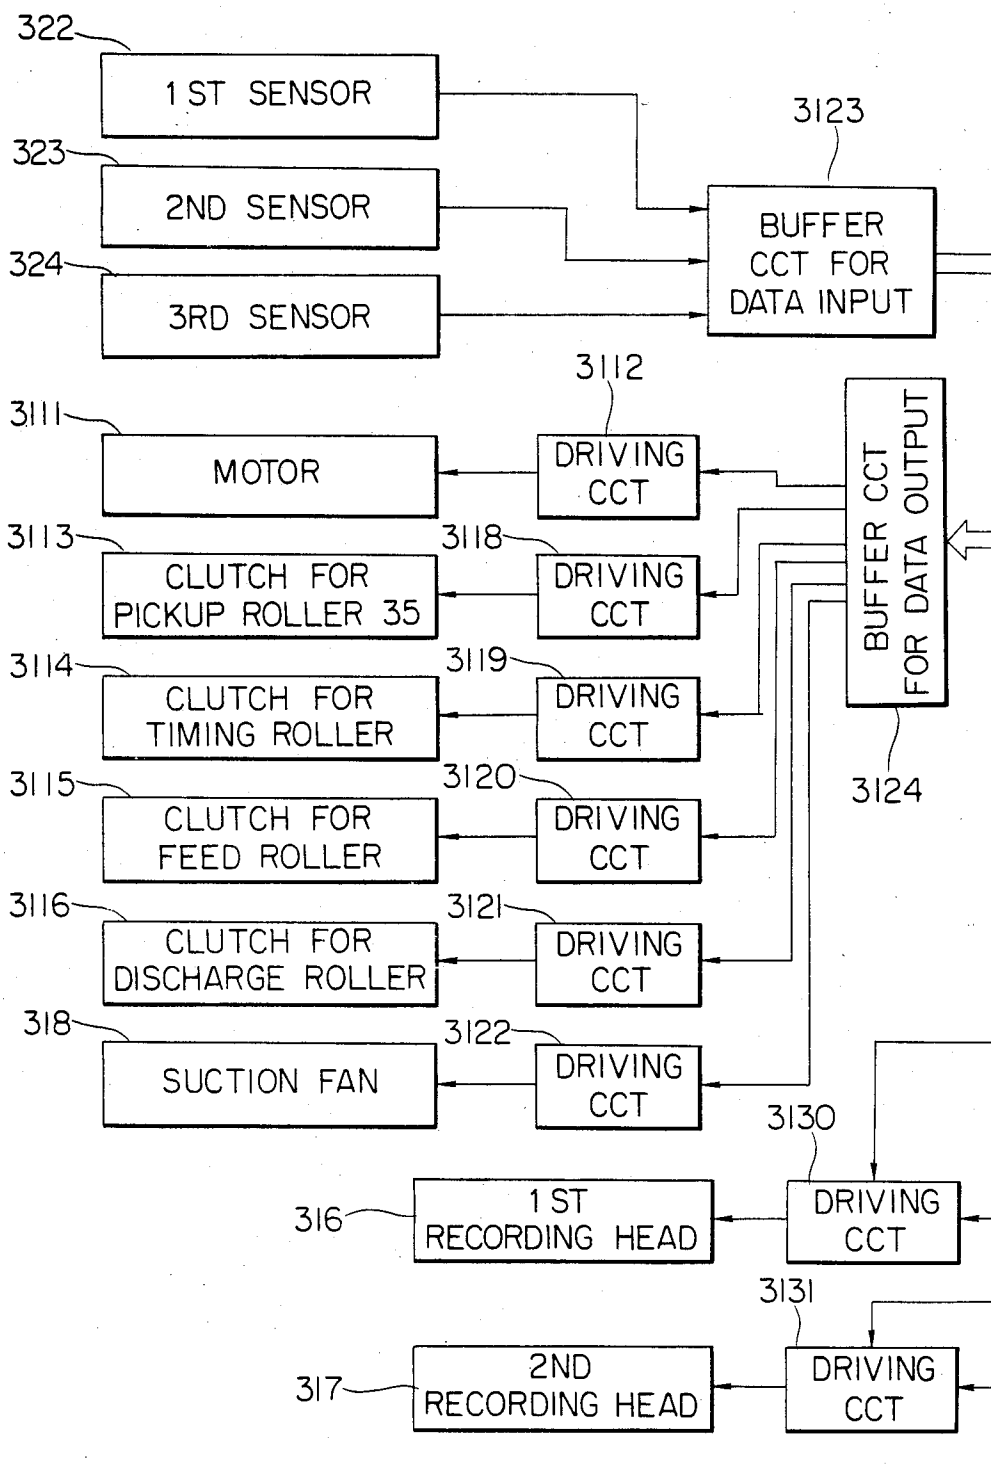 322
1ST SENSOR
3123
323
2ND SENSOR
BUFFER
CCT FOR
DATA INPUT
324
3RD SENSOR
3112
3111
MOTOR
DRIVING
CCT
BUFFER CCT
FOR DATA OUTPUT
3124
3113
CLUTCH FOR
PICKUP ROLLER 35
3118
DRIVING
CCT
3114
CLUTCH FOR
TIMING ROLLER
3119
DRIVING
CCT
3115
CLUTCH FOR
FEED ROLLER
3120
DRIVING
CCT
3116
CLUTCH FOR
DISCHARGE ROLLER
3121
DRIVING
CCT
318
SUCTION FAN
3122
DRIVING
CCT
3130
316
1ST
RECORDING HEAD
DRIVING
CCT
3131
317
2ND
RECORDING HEAD
DRIVING
CCT